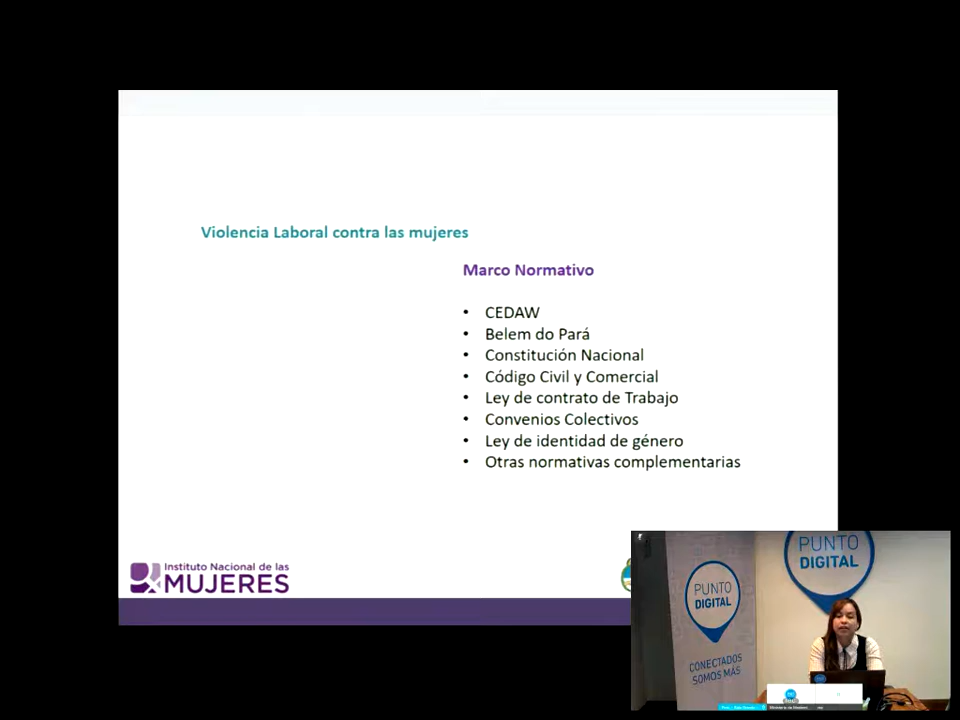 Violencia Laboral contra las mujeres
Marco Normativo
• CEDAW
• Belem do Pará
• Constitución Nacional
• Código Civil y Comercial
• Ley de contrato de Trabajo
• Convenios Colectivos
• Ley de identidad de género
• Otras normativas complementarias
Instituto Nacional de las
MUJERES
PUNTO
DIGITAL
CONECTADOS
SOMOS MÁS
PUNTO
DIGITAL